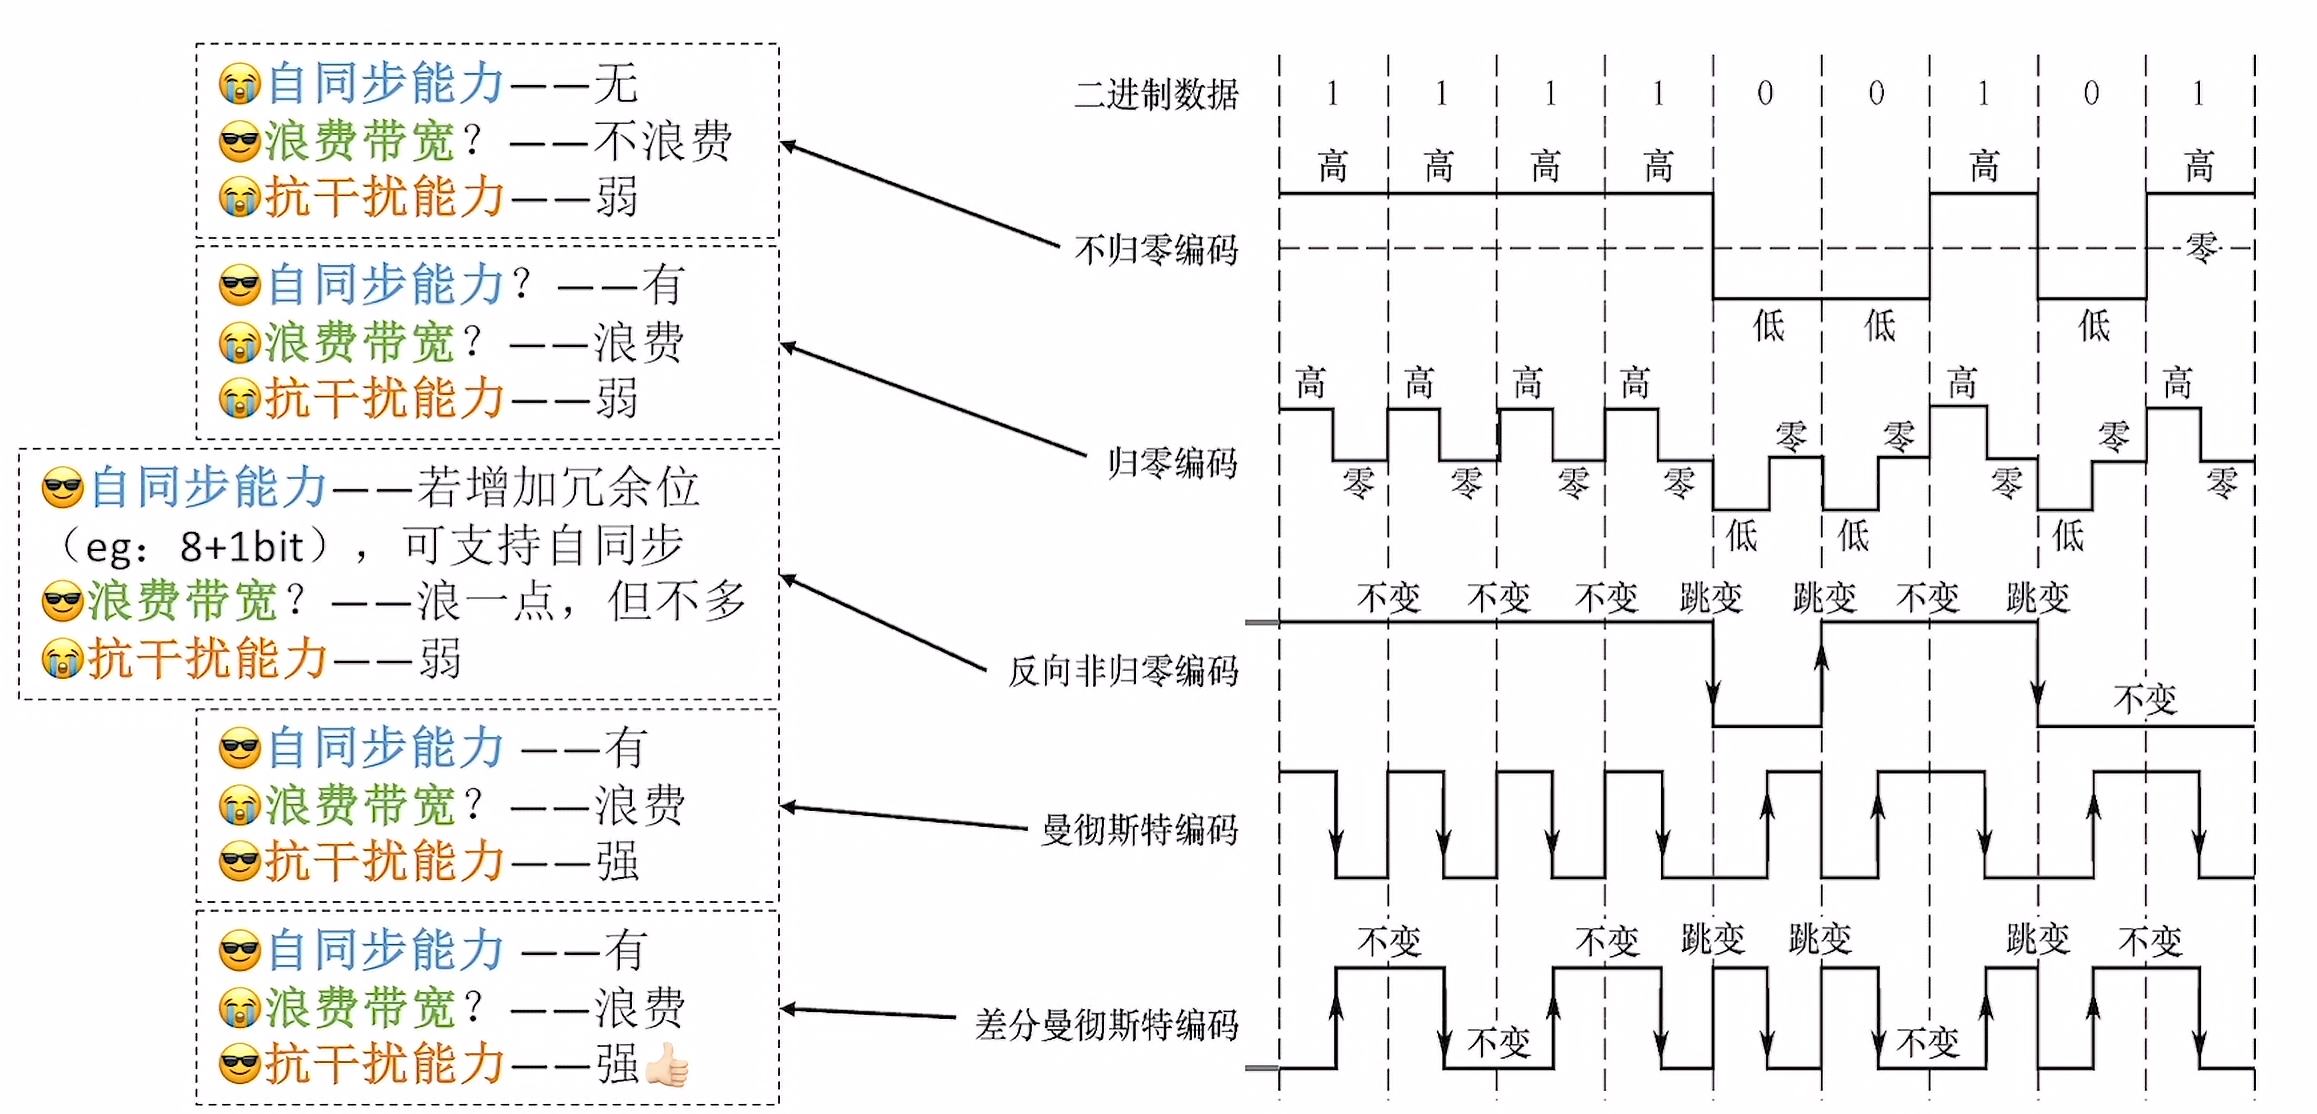 😭自同步能力——无
😎浪费带宽？——不浪费
😭抗干扰能力——弱
😎自同步能力？——有
😭浪费带宽？——浪费
😭抗干扰能力——弱
😎自同步能力——若增加冗余位
（eg：8+1bit），可支持自同步
😎浪费带宽？——浪一点，但不多
😭抗干扰能力——弱
😎自同步能力 ——有
😭浪费带宽？——浪费
😎抗干扰能力——强
😎自同步能力 ——有
😭浪费带宽？——浪费
😎抗干扰能力——强👍🏻
二进制数据 1 1 1 1 0 0 1 0 1
高 高 高 高 高 高
不归零编码 零
低 低 低
高 高 高 高 高 高
零 零 零
归零编码
零 零 零 零 零 零
低 低 低
不变 不变 不变 跳变 跳变 不变 跳变
反向非归零编码
不变
曼彻斯特编码
不变 不变 跳变 跳变 跳变 不变
差分曼彻斯特编码
不变 不变